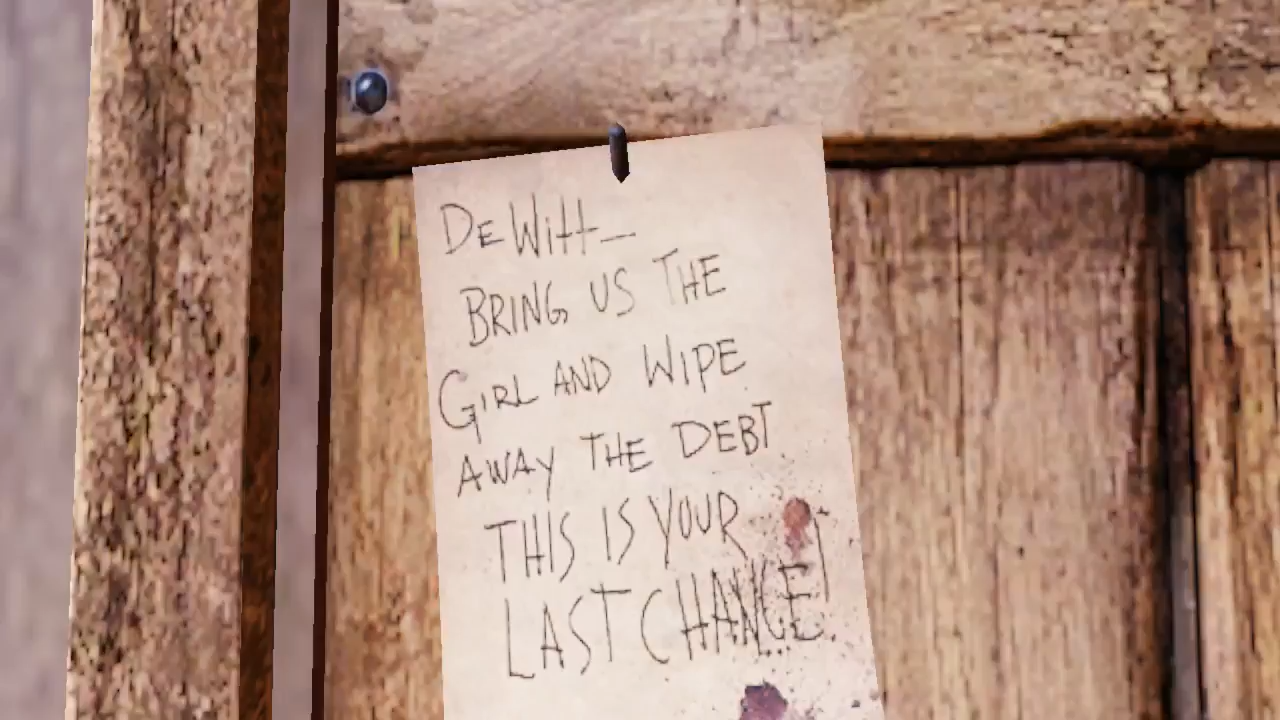 DeWitt—
BRING US THE
GIRL AND WIPE
AWAY THE DEBT
THIS IS YOUR
LAST CHANCE!